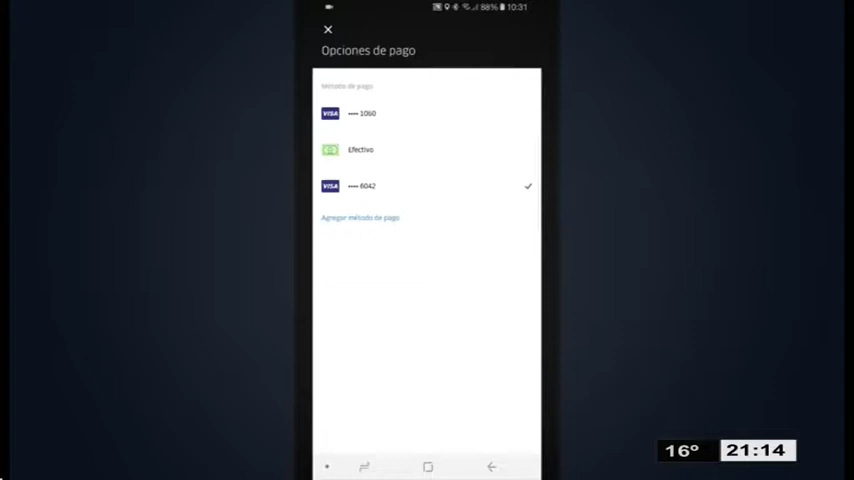 88% 10:31
Opciones de pago
Método de pago
VISA •••• 1060
Efectivo
VISA •••• 6042
Agregar método de pago
16º 21:14